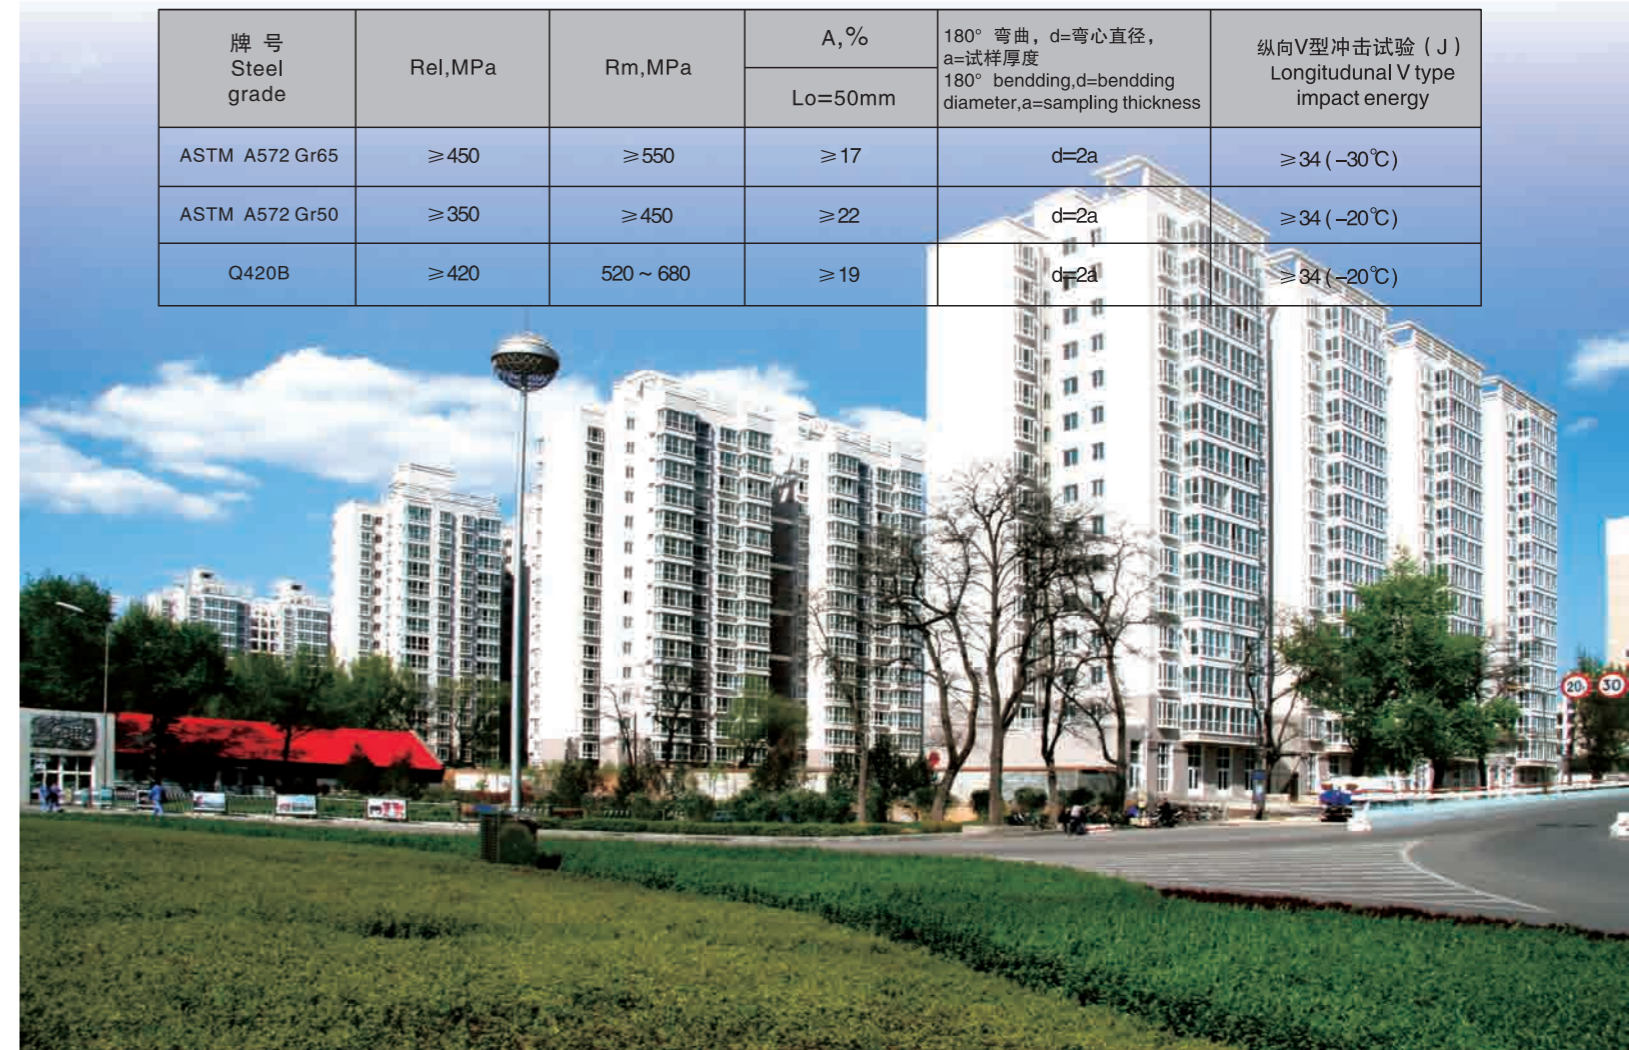 牌 号
Steel
grade
Rel,MPa
Rm,MPa
A,%
Lo=50mm
180° 弯曲，d=弯心直径，
a=试样厚度
180° bendding,d=bendding
diameter,a=sampling thickness
纵向V型冲击试验（J）
Longitudunal V type
impact energy
ASTM A572 Gr65 ≥450 ≥550 ≥17 d=2a ≥34 ( –30℃)
ASTM A572 Gr50 ≥350 ≥450 ≥22 d=2a ≥34 ( –20℃)
Q420B ≥420 520 ~ 680 ≥19 d=2a ≥34 ( –20℃)
20
30